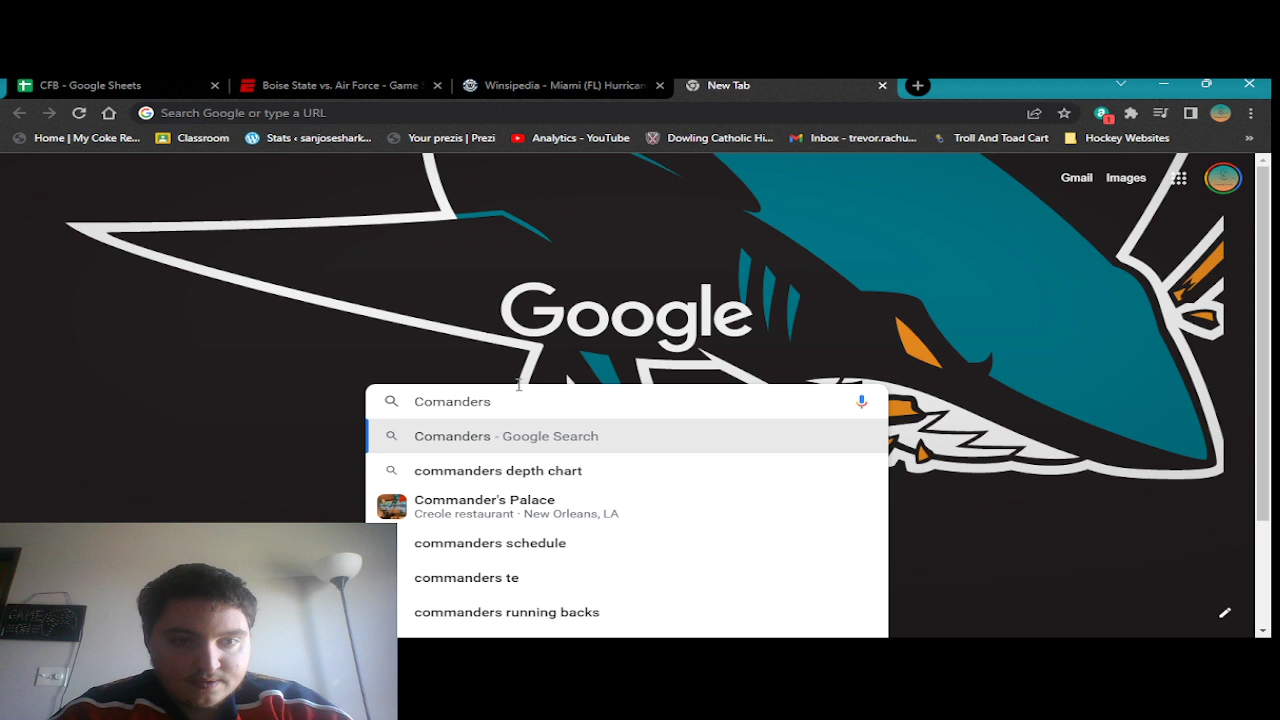 CFB - Google Sheets
Boise State vs. Air Force - Game
Winsipedia - Miami (FL) Hurrican
New Tab
Search Google or type a URL
Home | My Coke Re...
Classroom
Stats ‹ sanjoseshark...
Your prezis | Prezi
Analytics - YouTube
Dowling Catholic Hi...
Inbox - trevor.rachu...
Troll And Toad Cart
Hockey Websites
»
Gmail
Images
Google
Comanders
Comanders - Google Search
commanders depth chart
Commander's Palace
Creole restaurant · New Orleans, LA
commanders schedule
commanders te
commanders running backs